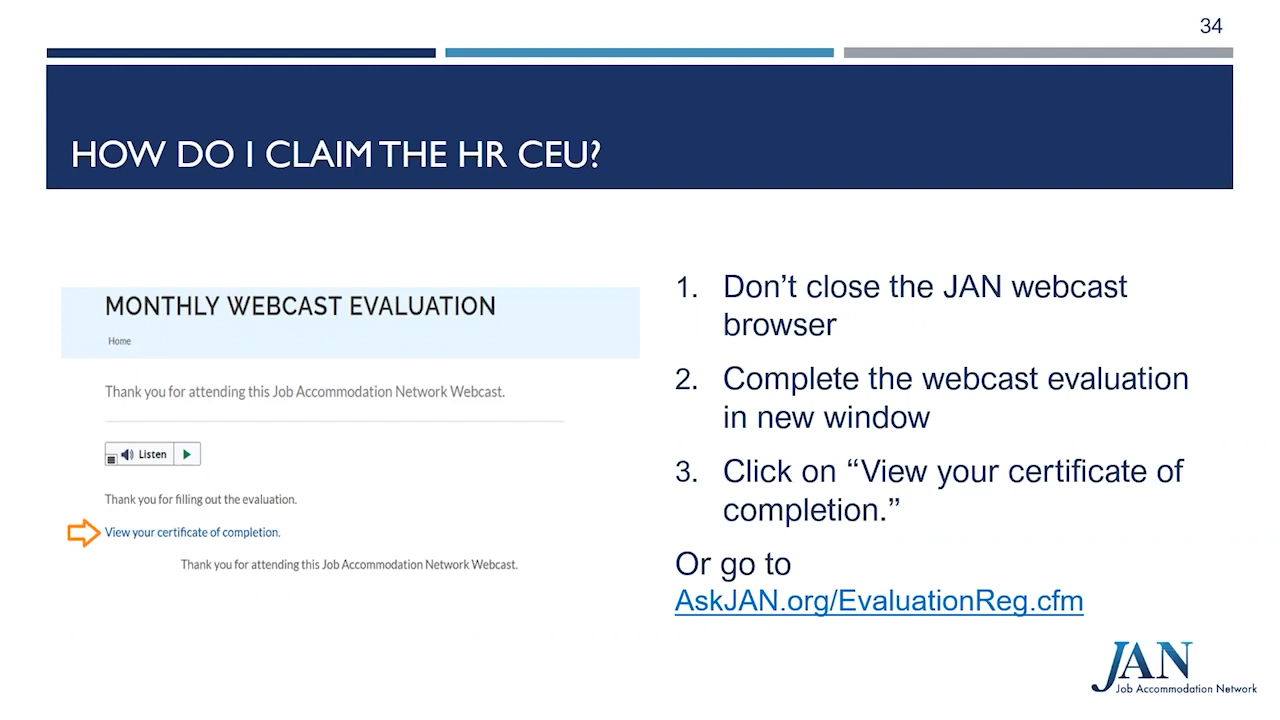 34
HOW DO I CLAIM THE HR CEU?
MONTHLY WEBCAST EVALUATION
Home
Thank you for attending this Job Accommodation Network Webcast.
Listen
Thank you for filling out the evaluation.
View your certificate of completion.
Thank you for attending this Job Accommodation Network Webcast.
1. Don’t close the JAN webcast
browser
2. Complete the webcast evaluation
in new window
3. Click on “View your certificate of
completion.”
Or go to
AskJAN.org/EvaluationReg.cfm
JAN
Job Accommodation Network